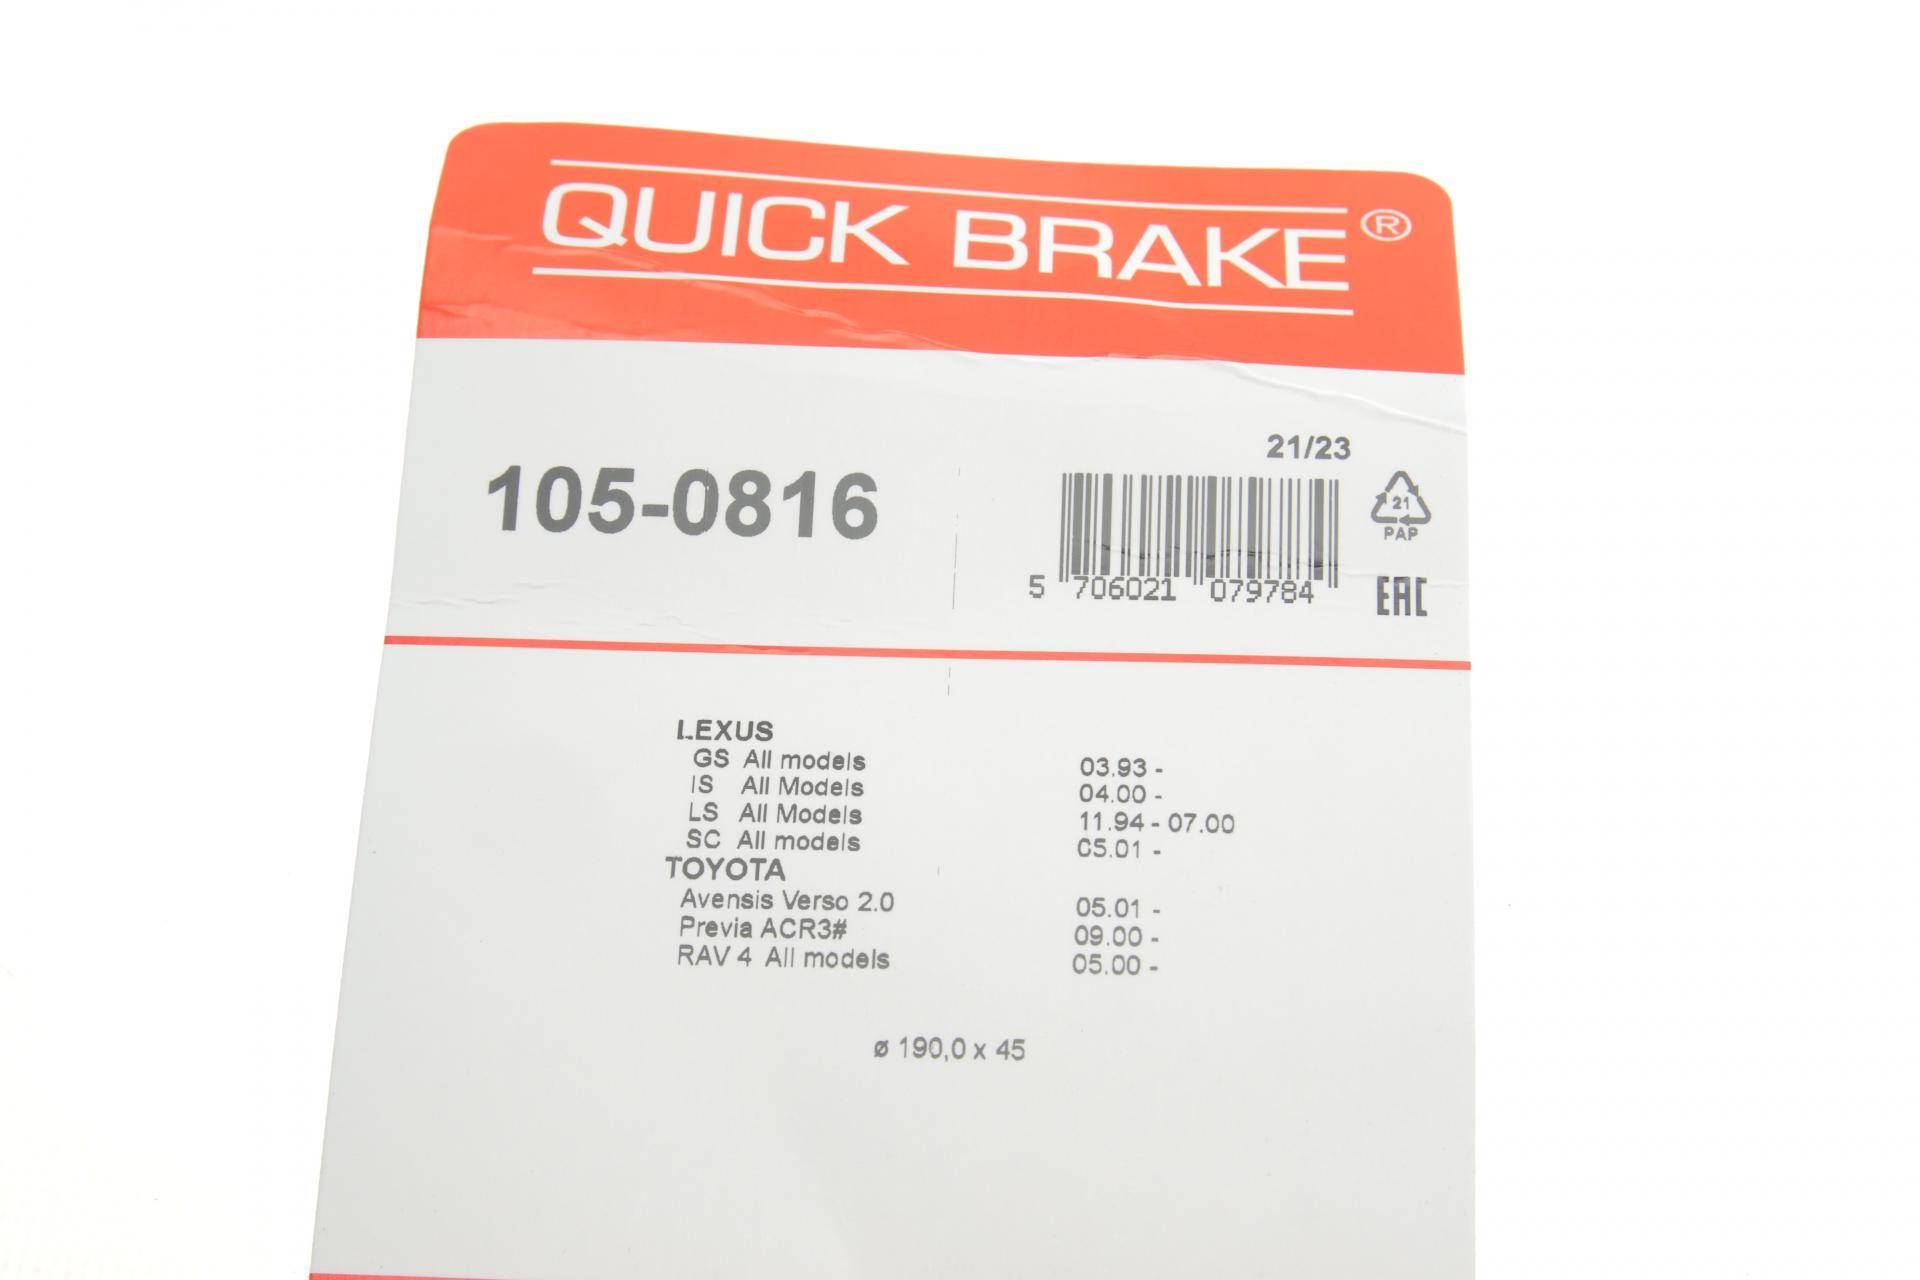 QUICK BRAKE ®
21/23
105-0816
21
PAP
5 706021 079784
EAC
LEXUS
GS All models 03.93 -
IS All Models 04.00 -
LS All Models 11.94 - 07.00
SC All models 05.01 -
TOYOTA
Avensis Verso 2.0 05.01 -
Previa ACR3# 09.00 -
RAV 4 All models 05.00 -
ø 190,0 x 45